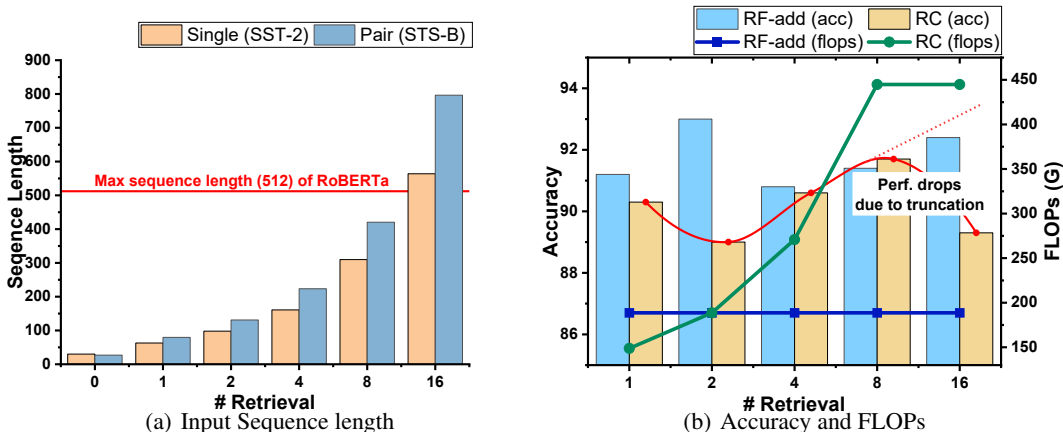 Single (SST-2) Pair (STS-B)
900
800
700
600
500
400
300
200
100
0
Seqence Length
Max sequence length (512) of RoBERTa
0 1 2 4 8 16
# Retrieval
(a) Input Sequence length
RF-add (acc) RC (acc)
RF-add (flops) RC (flops)
94
92
90
88
86
Accuracy
450
400
350
300
250
200
150
FLOPs (G)
Perf. drops
due to truncation
1 2 4 8 16
# Retrieval
(b) Accuracy and FLOPs